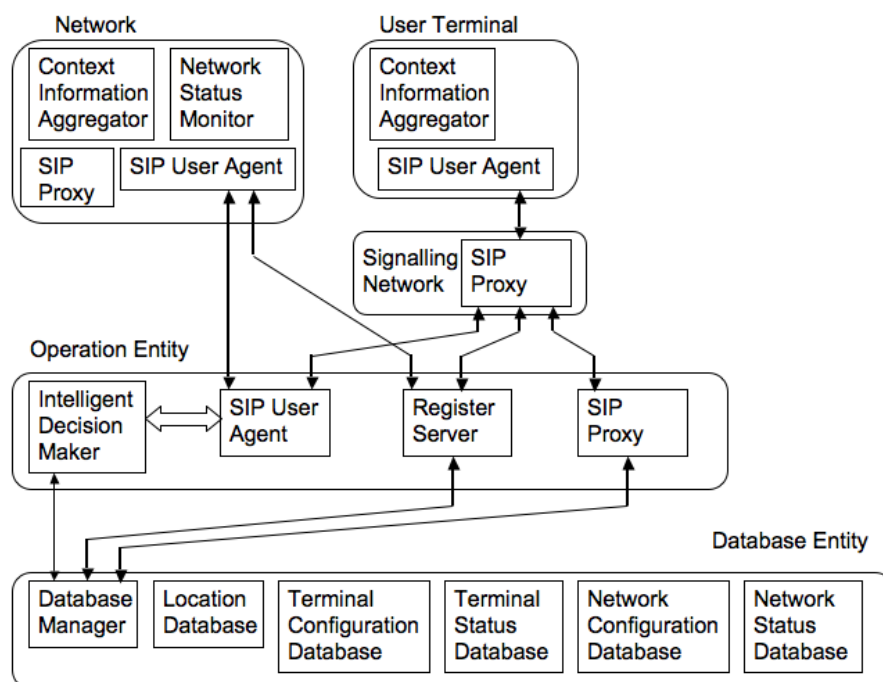 Network
User Terminal
Context
Information
Aggregator
Network
Status
Monitor
Context
Information
Aggregator
SIP
Proxy
SIP User Agent
SIP User Agent
Signalling
Network
SIP
Proxy
Operation Entity
Intelligent
Decision
Maker
SIP User
Agent
Register
Server
SIP
Proxy
Database Entity
Database
Manager
Location
Database
Terminal
Configuration
Database
Terminal
Status
Database
Network
Configuration
Database
Network
Status
Database